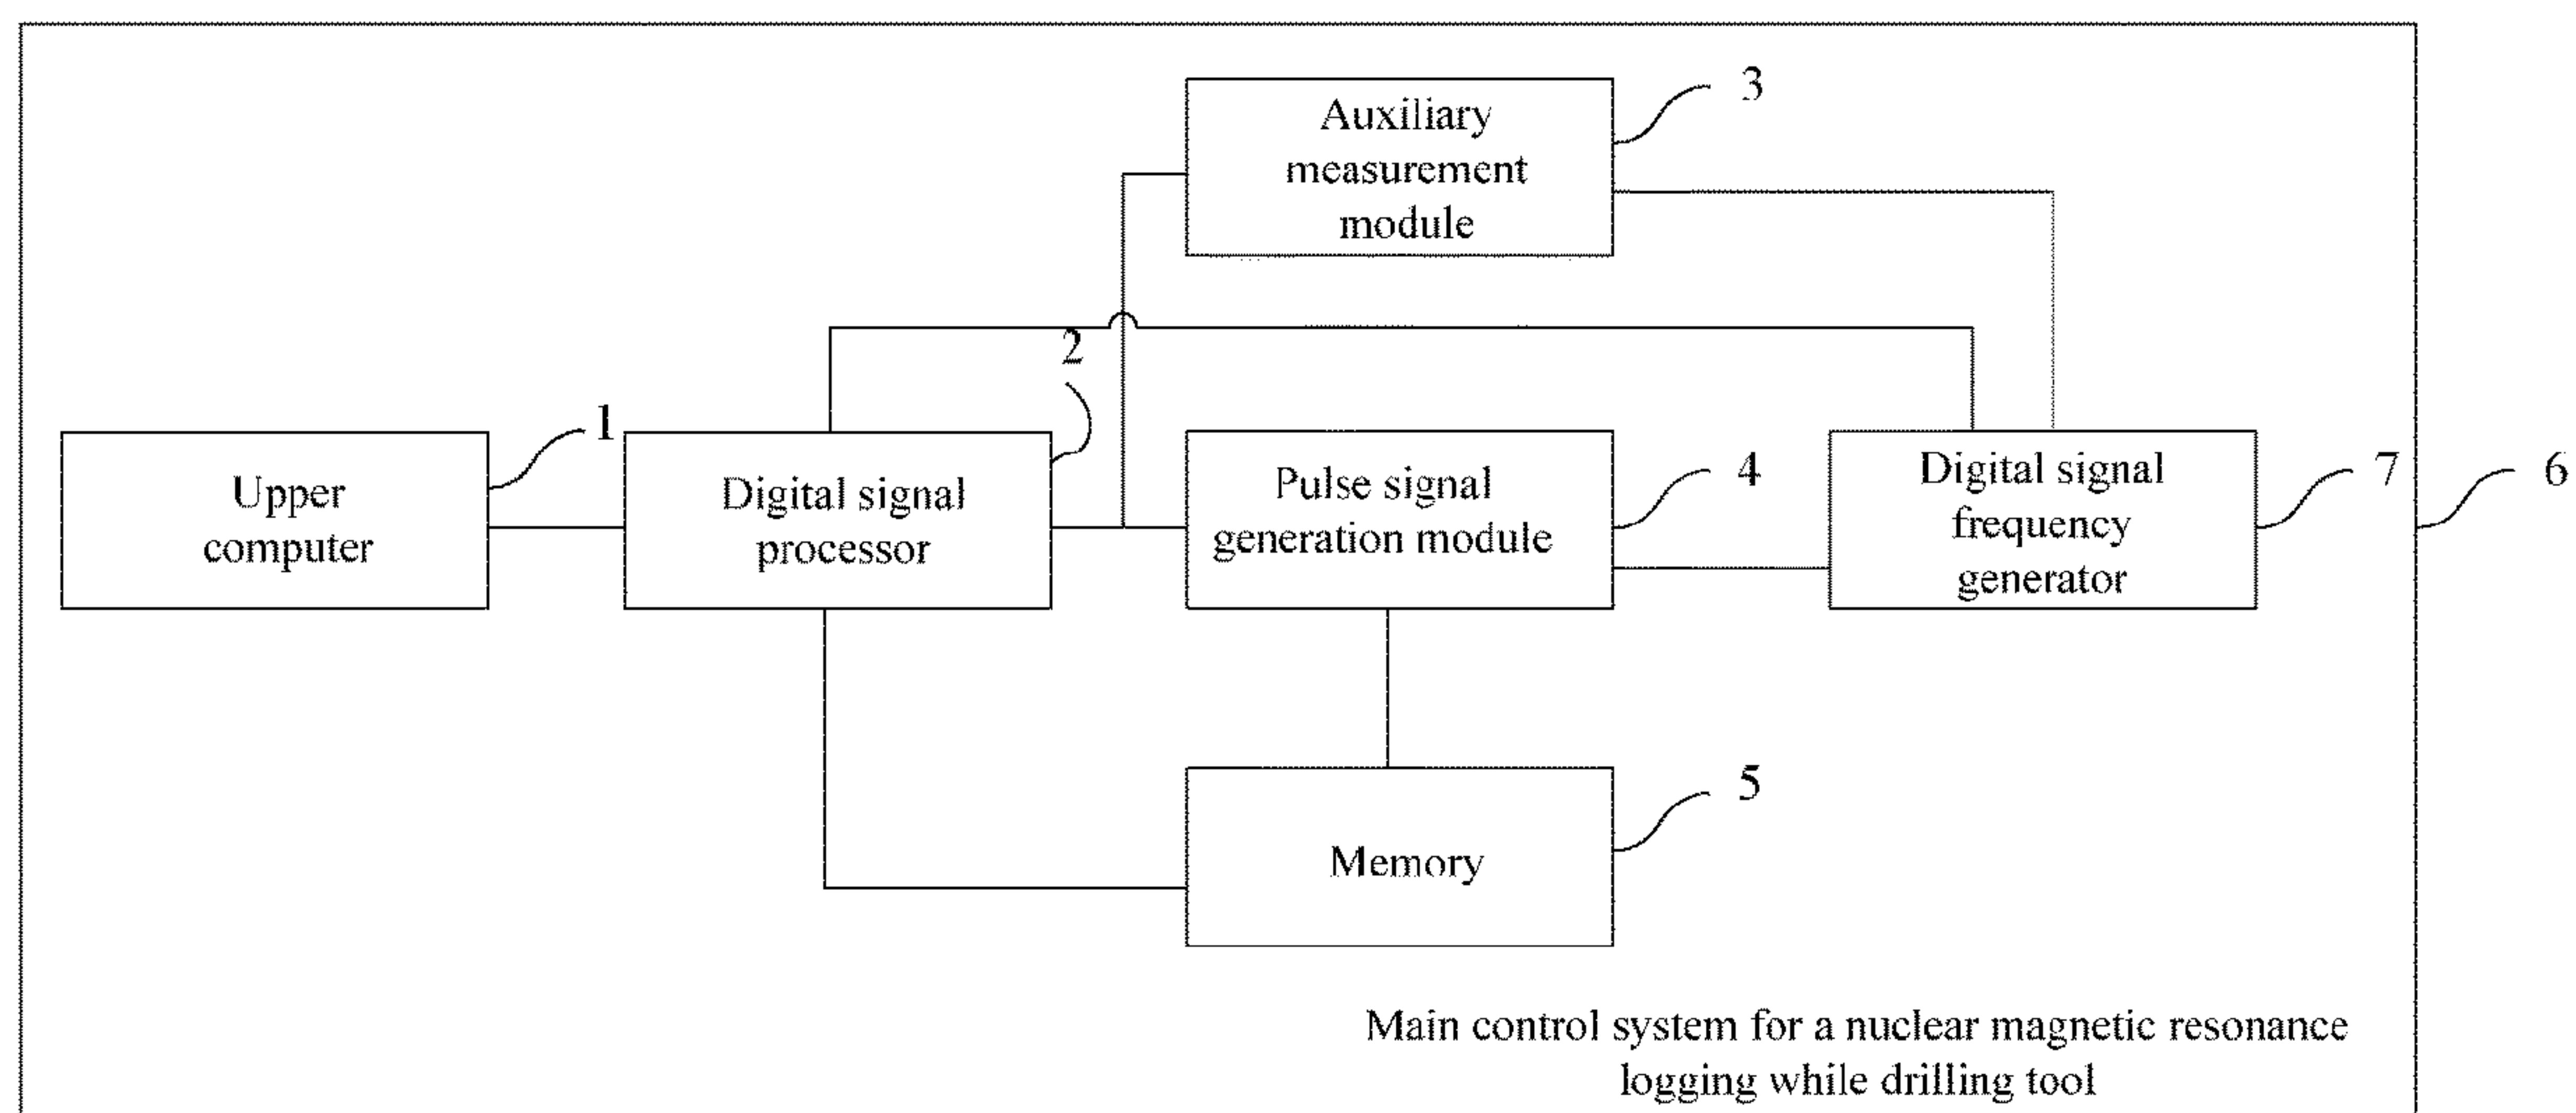 Auxiliary
measurement
module
3
2
1
Upper
computer
Digital signal
processor
Pulse signal
generation module
4
Digital signal
frequency
generator
7
6
Memory
5
Main control system for a nuclear magnetic resonance
logging while drilling tool